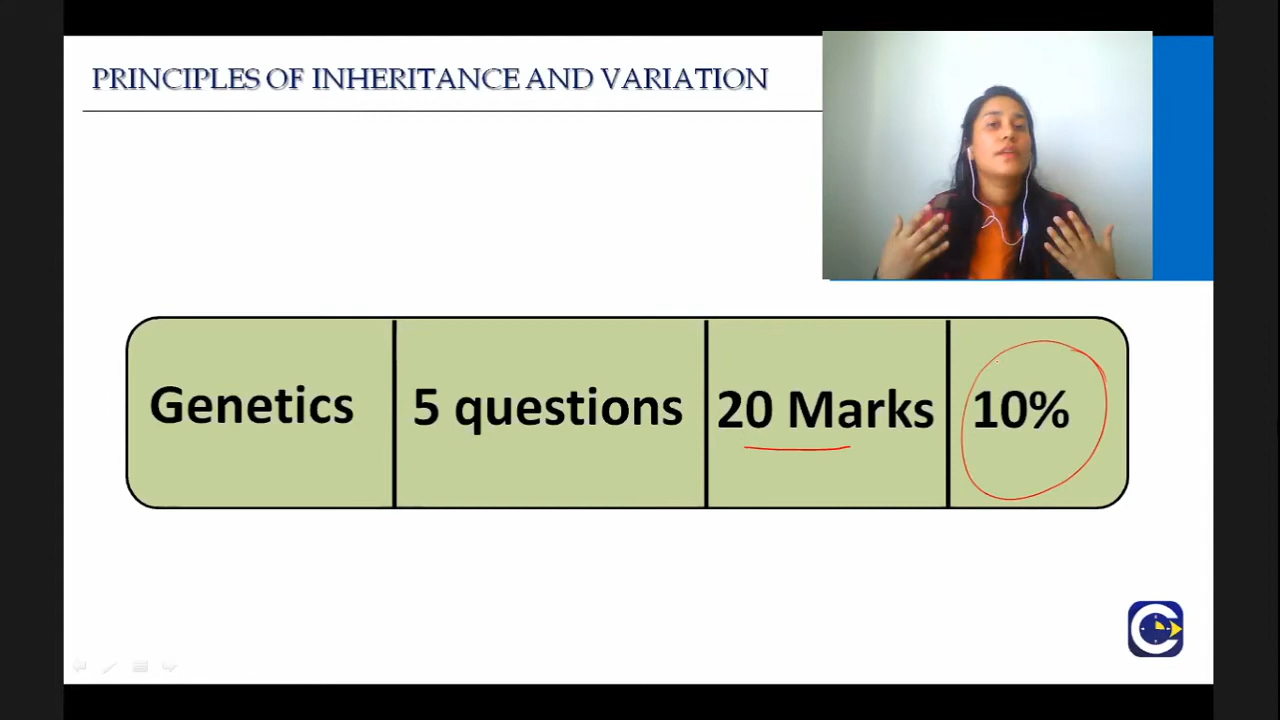 PRINCIPLES OF INHERITANCE AND VARIATION
Genetics 5 questions 20 Marks 10%